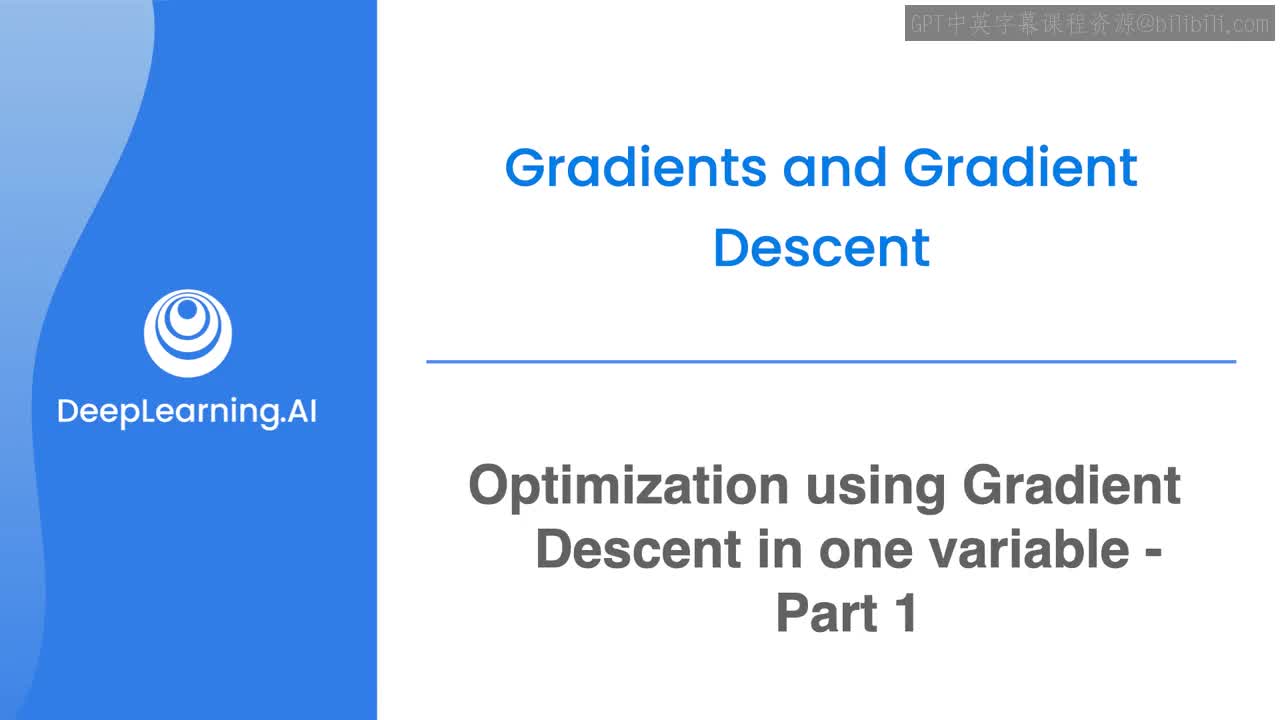 GPT中英字幕课程资源@bilibili.com
Gradients and Gradient
Descent
DeepLearning.AI
Optimization using Gradient
Descent in one variable -
Part 1